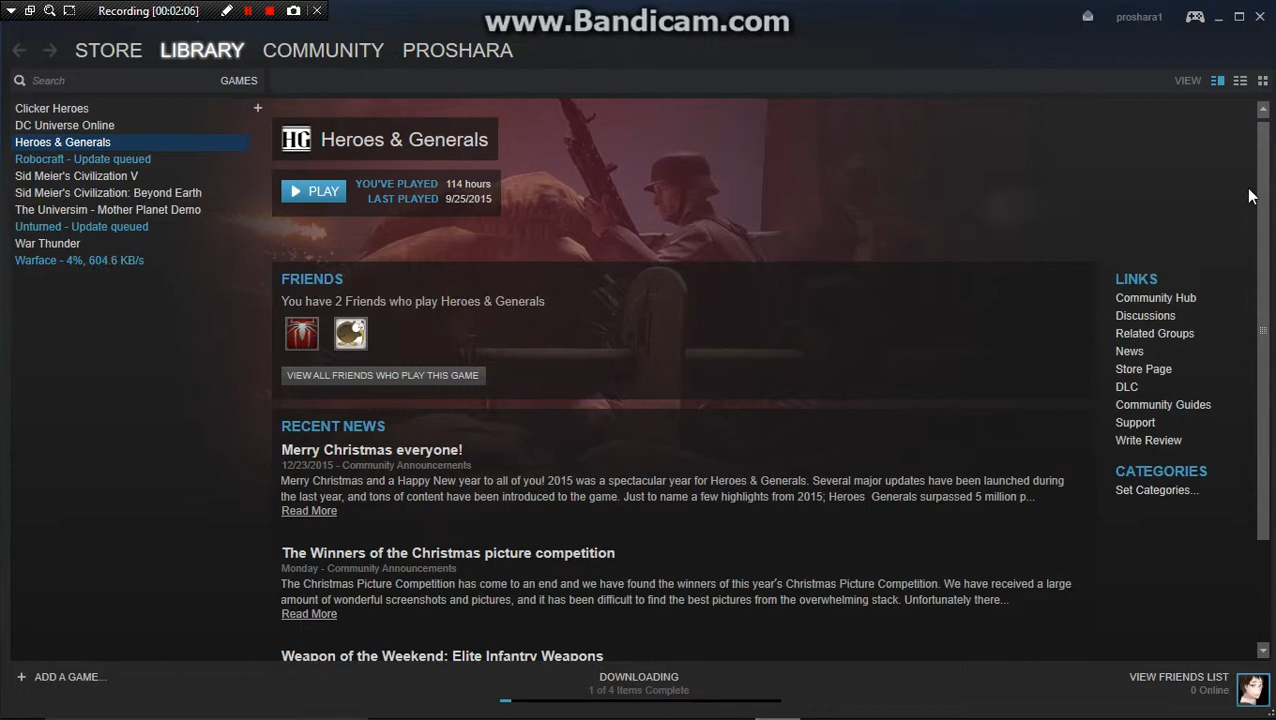 Recording [00:02:06]
www.Bandicam.com
proshara1
STORE LIBRARY COMMUNITY PROSHARA
Search GAMES VIEW
Clicker Heroes
DC Universe Online
Heroes & Generals
Robocraft - Update queued
Sid Meier's Civilization V
Sid Meier's Civilization: Beyond Earth
The Universim - Mother Planet Demo
Unturned - Update queued
War Thunder
Warface - 4%, 604.6 KB/s
HG Heroes & Generals
PLAY
YOU'VE PLAYED 114 hours
LAST PLAYED 9/25/2015
FRIENDS
You have 2 Friends who play Heroes & Generals
VIEW ALL FRIENDS WHO PLAY THIS GAME
RECENT NEWS
Merry Christmas everyone!
12/23/2015 - Community Announcements
Merry Christmas and a Happy New year to all of you! 2015 was a spectacular year for Heroes & Generals. Several major updates have been launched during
the last year, and tons of content have been introduced to the game. Just to name a few highlights from 2015; Heroes Generals surpassed 5 million p...
Read More
The Winners of the Christmas picture competition
Monday - Community Announcements
The Christmas Picture Competition has come to an end and we have found the winners of this year's Christmas Picture Competition. We have received a large
amount of wonderful screenshots and pictures, and it has been difficult to find the best pictures from the overwhelming stack. Unfortunately there...
Read More
Weapon of the Weekend: Elite Infantry Weapons
LINKS
Community Hub
Discussions
Related Groups
News
Store Page
DLC
Community Guides
Support
Write Review
CATEGORIES
Set Categories...
+ ADD A GAME...
DOWNLOADING
1 of 4 Items Complete
VIEW FRIENDS LIST
0 Online